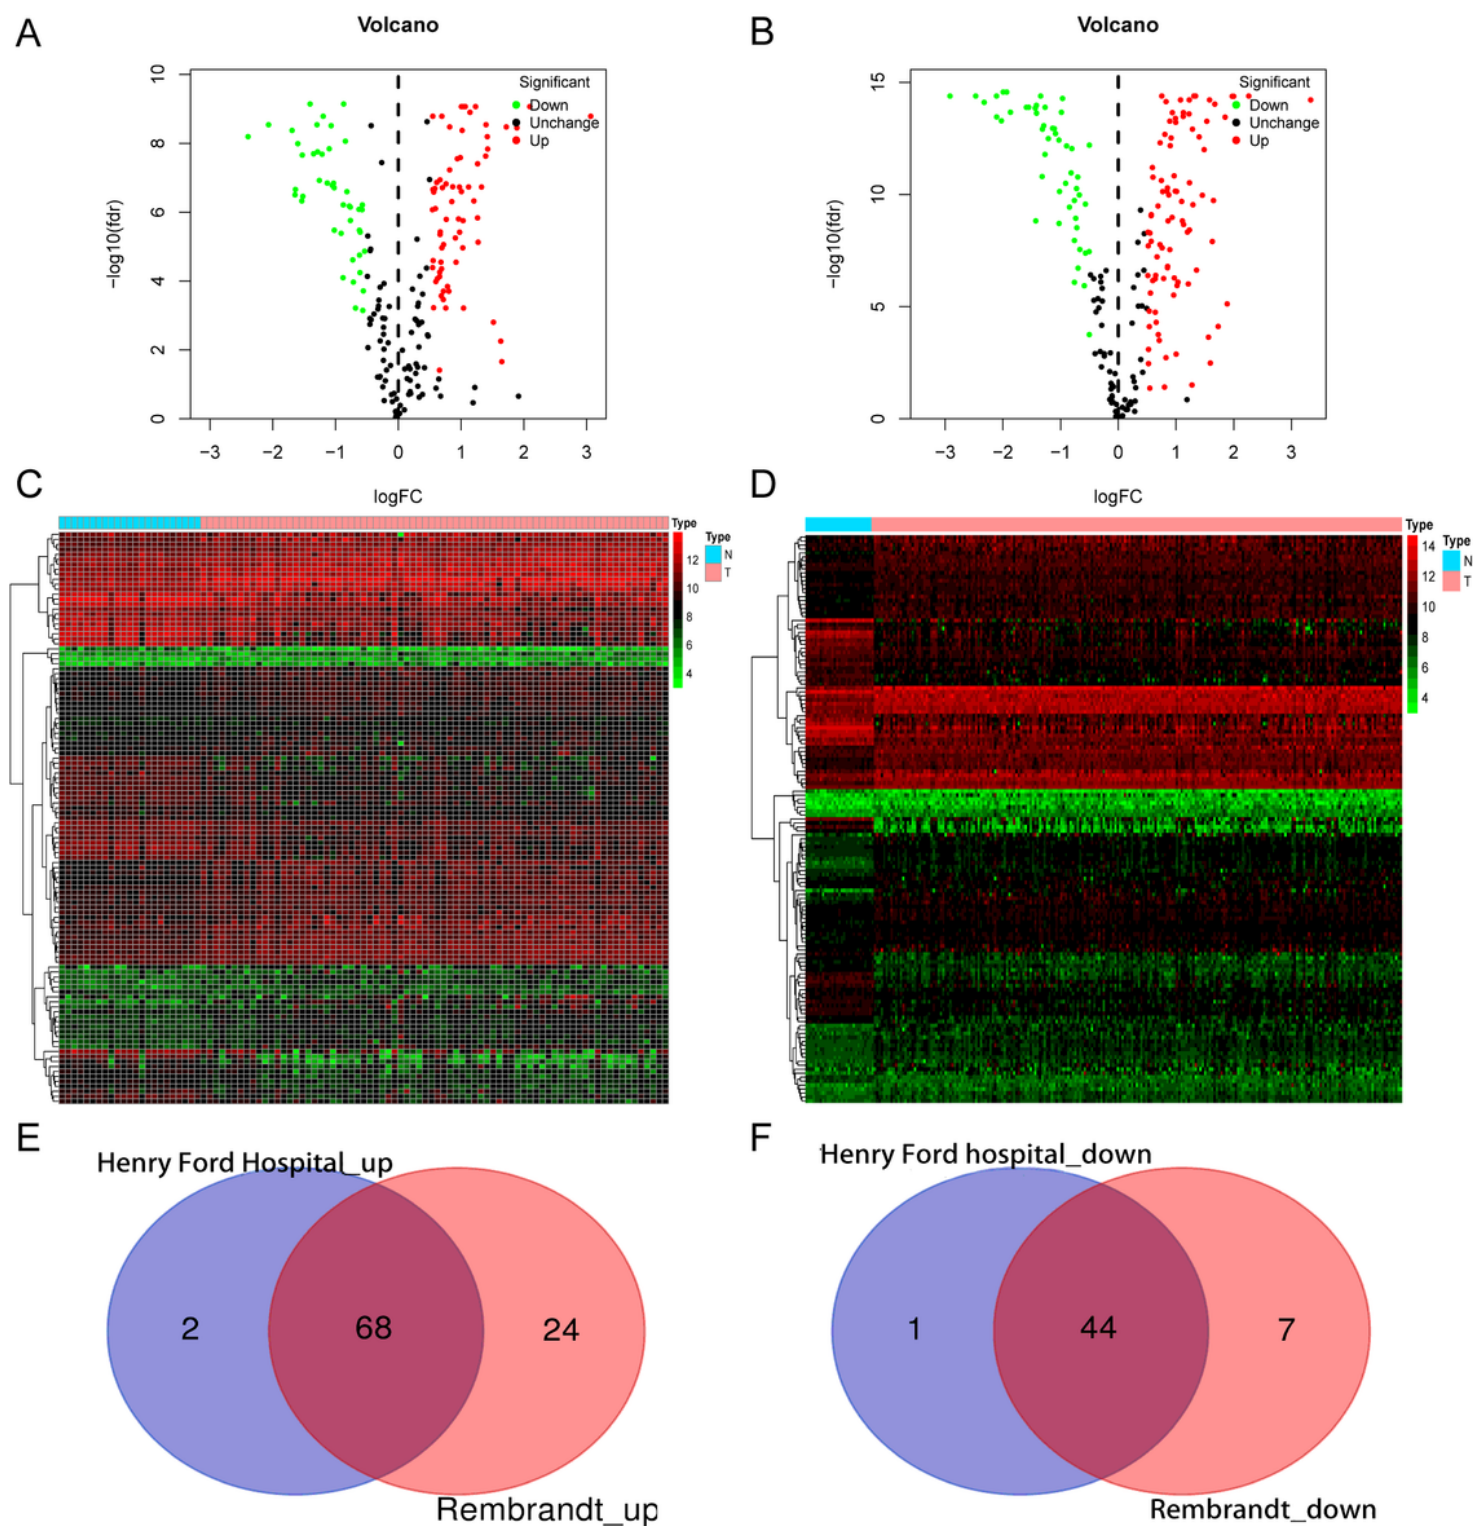 A
Volcano
Significant
Down
Unchange
Up
−log10(fdr)
10
8
6
4
2
0
−3 −2 −1 0 1 2 3
logFC
B
Volcano
Significant
Down
Unchange
Up
−log10(fdr)
15
10
5
0
−3 −2 −1 0 1 2 3
logFC
C
Type
12
10
8
6
4
Type
N
T
D
Type
14
12
10
8
6
4
Type
N
T
E
Henry Ford Hospital_up
2 68 24
Rembrandt_up
F
Henry Ford hospital_down
1 44 7
Rembrandt_down